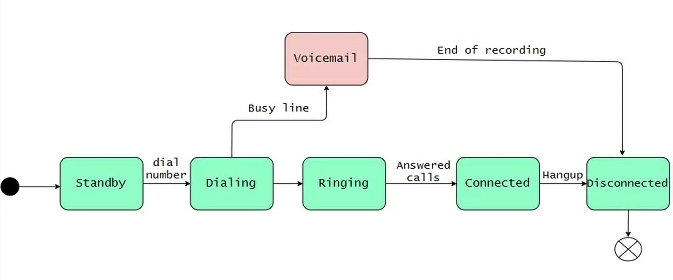 Voicemail
End of recording
Busy line
Standby
dial
number
Dialing
Ringing
Answered
calls
Connected
Hangup
Disconnected